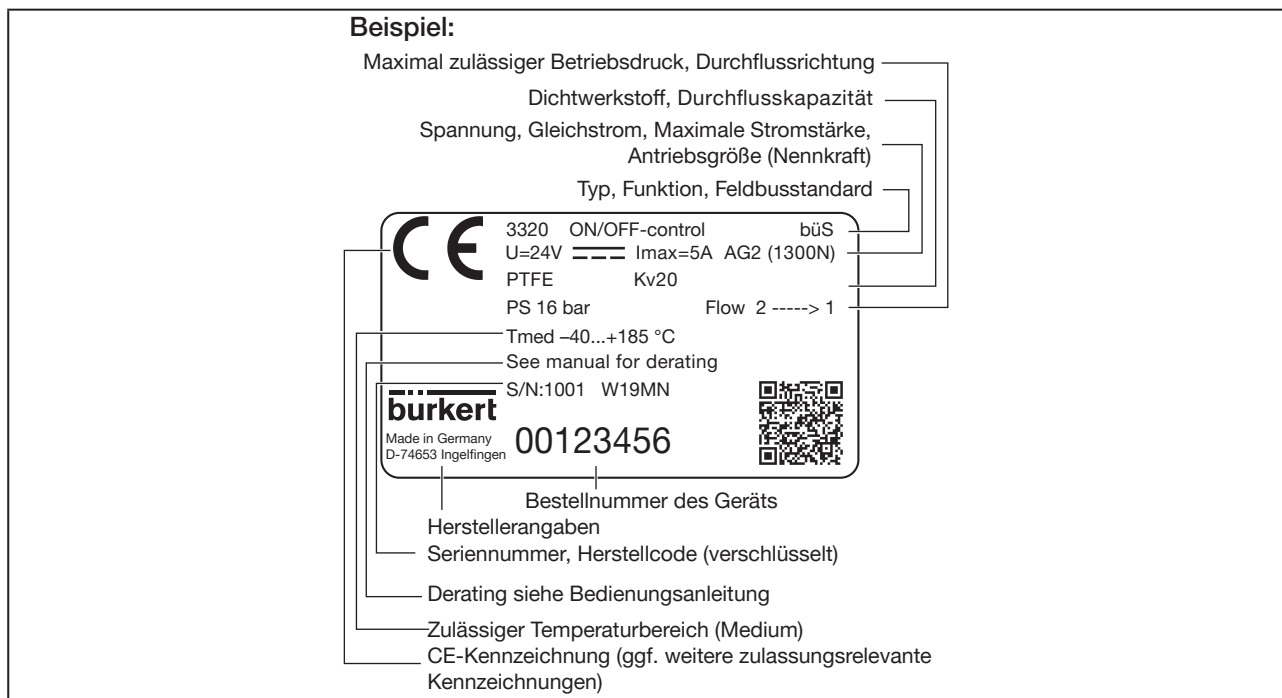 Beispiel:
Maximal zulässiger Betriebsdruck, Durchflussrichtung
Dichtwerkstoff, Durchflusskapazität
Spannung, Gleichstrom, Maximale Stromstärke,
Antriebsgröße (Nennkraft)
Typ, Funktion, Feldbusstandard
CE
3320 ON/OFF-control büS
U=24V Imax=5A AG2 (1300N)
PTFE Kv20
PS 16 bar Flow 2 -----> 1
Tmed –40...+185 °C
See manual for derating
S/N:1001 W19MN
bürkert
Made in Germany
D-74653 Ingelfingen
00123456
Bestellnummer des Geräts
Herstellerangaben
Seriennummer, Herstellcode (verschlüsselt)
Derating siehe Bedienungsanleitung
Zulässiger Temperaturbereich (Medium)
CE-Kennzeichnung (ggf. weitere zulassungsrelevante
Kennzeichnungen)